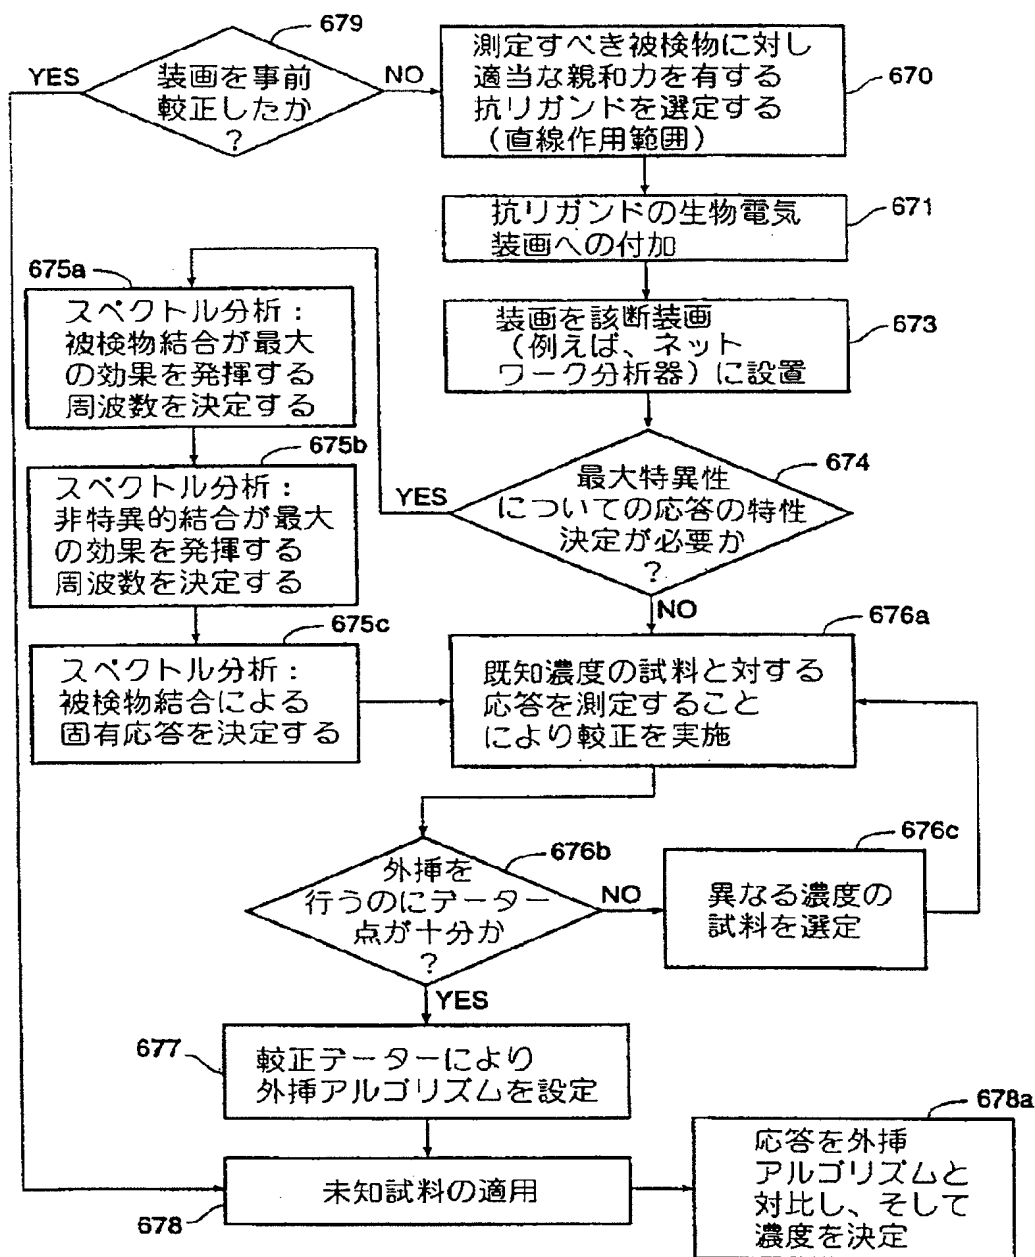 679
装画を事前
較正したか
?
YES
NO
測定すべき被検物に対し
適当な親和力を有する
抗リガンドを選定する
(直線作用範囲)
670
抗リガンドの生物電気
装画への付加
671
装画を該断装画
(例えば、ネット
ワーク分析器)に設置
673
最大特異性
についての応答の特性
決定が必要か
?
674
YES
NO
675a
スペクトル分析:
被検物結合が最大
の効果を発揮する
周波数を決定する
675b
スペクトル分析:
非特異的結合が最大
の効果を発揮する
周波数を決定する
675c
スペクトル分析:
被検物結合による
固有応答を決定する
676a
既知濃度の試料と対する
応答を測定すること
により較正を実施
676b
外挿を
行うのにデーター
点が十分か
?
NO
YES
676c
異なる濃度の
試料を選定
677
較正データーにより
外挿アルゴリズムを設定
678
未知試料の適用
678a
応答を外挿
アルゴリズムと
対比し、そして
濃度を決定